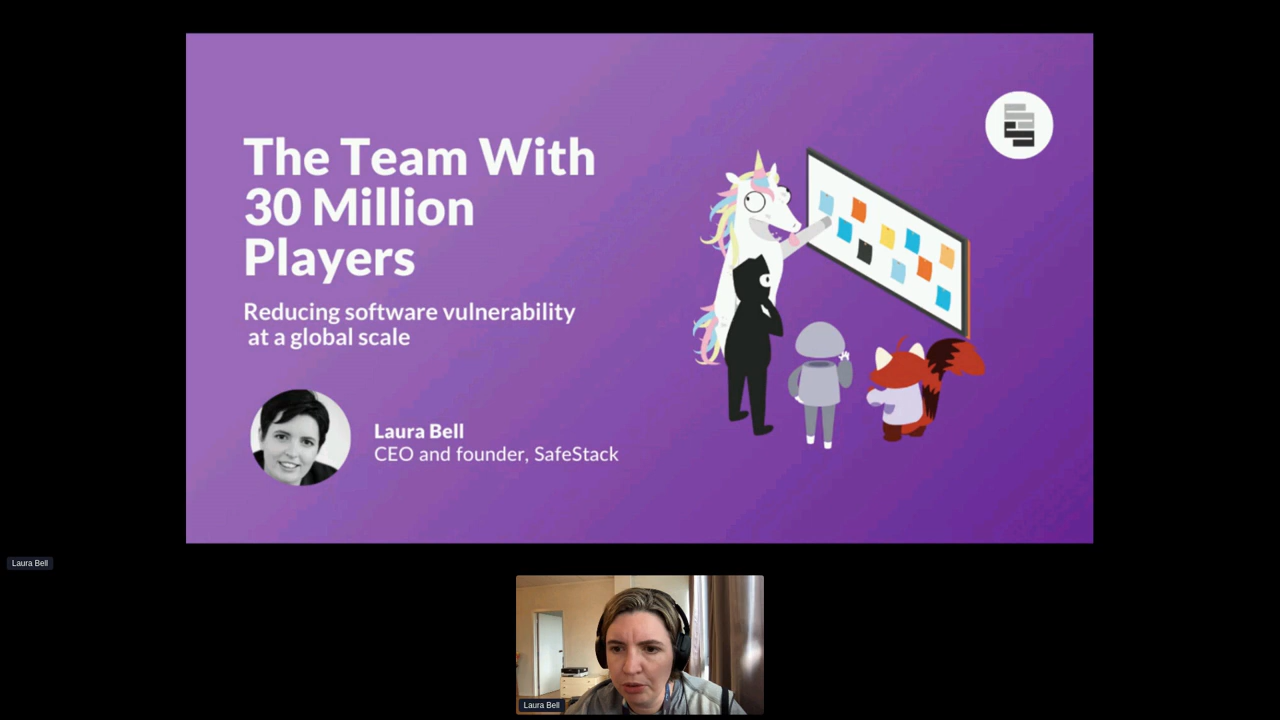 The Team With
30 Million
Players
Reducing software vulnerability
at a global scale
Laura Bell
CEO and founder, SafeStack
Laura Bell
Laura Bell